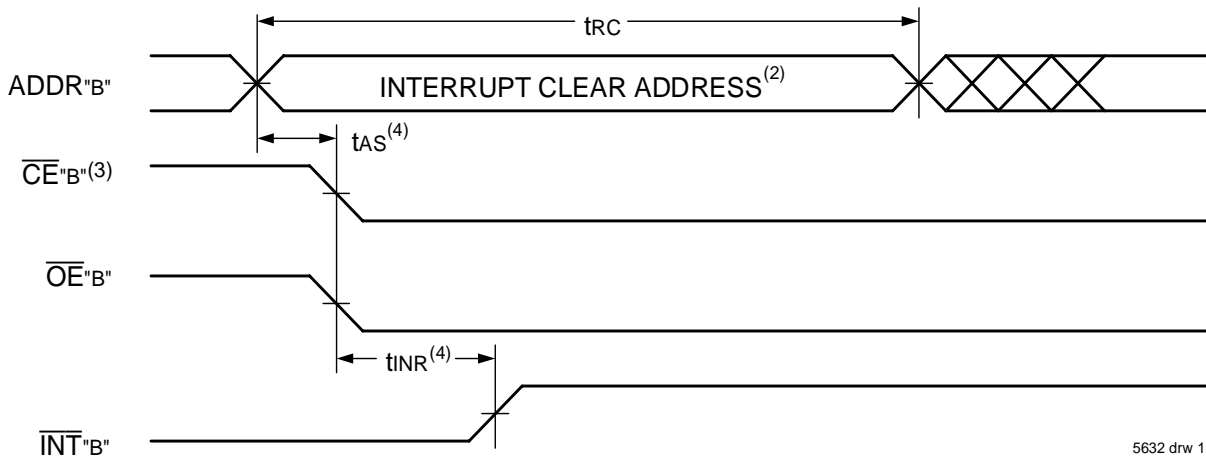 tRC
ADDR"B"
INTERRUPT CLEAR ADDRESS(2)
tAS(4)
CE"B"(3)
OE"B"
tINR(4)
INT"B"
5632 drw 1